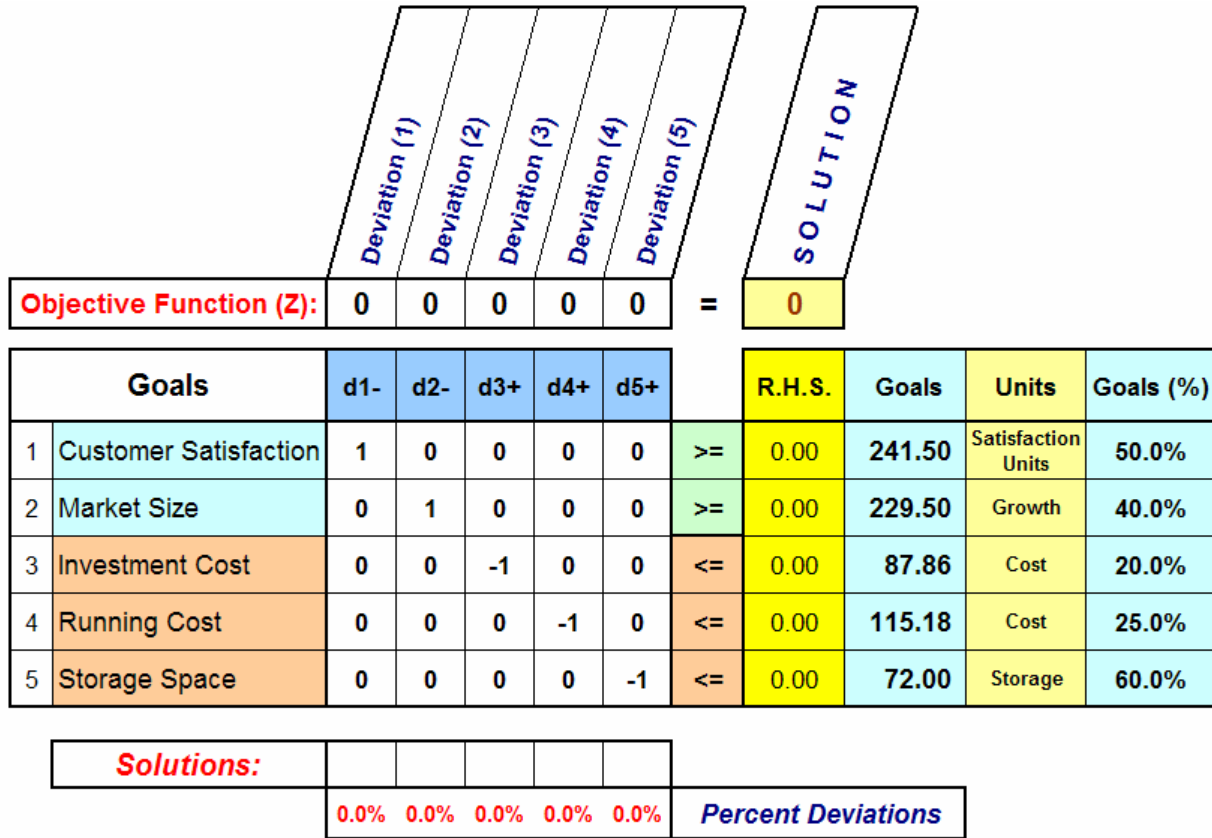 Deviation (1)
Deviation (2)
Deviation (3)
Deviation (4)
Deviation (5)
SOLUTION
Objective Function (Z): 0 0 0 0 0 = 0
Goals d1- d2- d3+ d4+ d5+ R.H.S. Goals Units Goals (%)
1 Customer Satisfaction 1 0 0 0 0 >= 0.00 241.50 Satisfaction Units 50.0%
2 Market Size 0 1 0 0 0 >= 0.00 229.50 Growth 40.0%
3 Investment Cost 0 0 -1 0 0 <= 0.00 87.86 Cost 20.0%
4 Running Cost 0 0 0 -1 0 <= 0.00 115.18 Cost 25.0%
5 Storage Space 0 0 0 0 -1 <= 0.00 72.00 Storage 60.0%
Solutions:
0.0% 0.0% 0.0% 0.0% 0.0% Percent Deviations